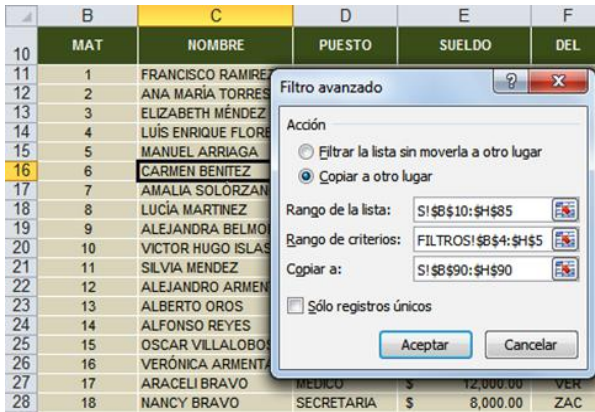 B C D E F
10 MAT NOMBRE PUESTO SUELDO DEL
11 1 FRANCISCO RAMIREZ
12 2 ANA MARÍA TORRES
13 3 ELIZABETH MÉNDEZ
14 4 LUÍS ENRIQUE FLORE
15 5 MANUEL ARRIAGA
16 6 CARMEN BENITEZ
17 7 AMALIA SOLÓRZAN
18 8 LUCÍA MARTINEZ
19 9 ALEJANDRA BELMO
20 10 VICTOR HUGO ISLAS
21 11 SILVIA MENDEZ
22 12 ALEJANDRO ARMEN
23 13 ALBERTO OROS
24 14 ALFONSO REYES
25 15 OSCAR VILLALOBOS
26 16 VERÓNICA ARMENTA
27 17 ARACELI BRAVO MEDICO $ 12,000.00 VER
28 18 NANCY BRAVO SECRETARIA $ 8,000.00 ZAC
Filtro avanzado
Acción
Filtrar la lista sin moverla a otro lugar
Copiar a otro lugar
Rango de la lista: S!$B$10:$H$85
Rango de criterios: FILTROS!$B$4:$H$5
Copiar a: S!$B$90:$H$90
Sólo registros únicos
Aceptar Cancelar